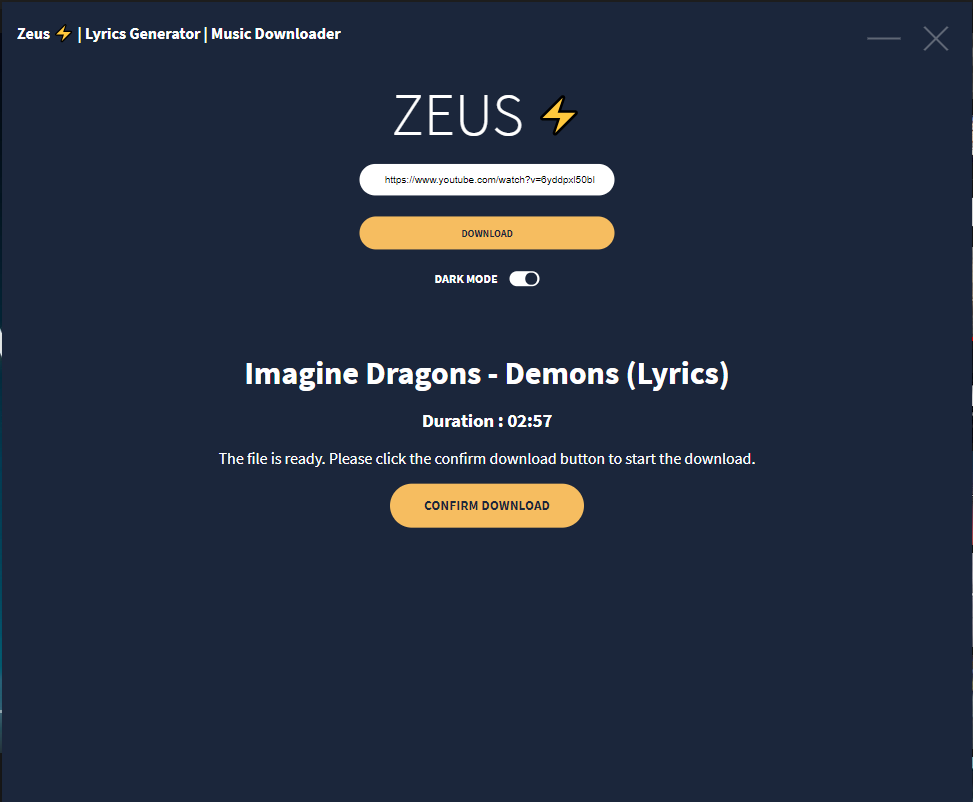 Zeus ⚡ | Lyrics Generator | Music Downloader
ZEUS ⚡
https://www.youtube.com/watch?v=6yddpxI50bI
DOWNLOAD
DARK MODE
Imagine Dragons - Demons (Lyrics)
Duration : 02:57
The file is ready. Please click the confirm download button to start the download.
CONFIRM DOWNLOAD